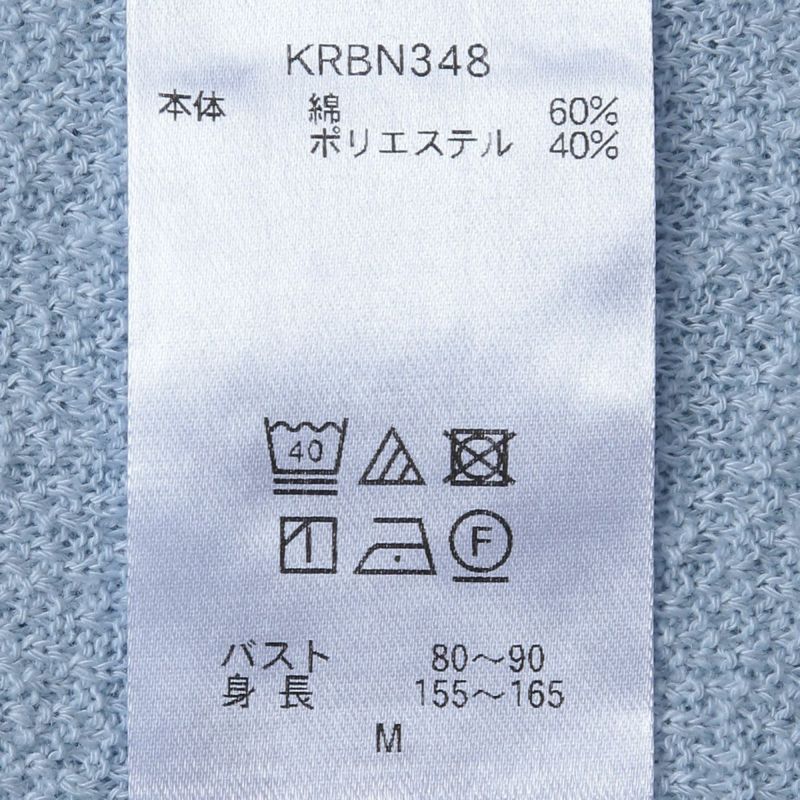 KRBN348
本体 綿 60%
ポリエステル 40%
40
F
バスト 80～90
身長 155～165
M